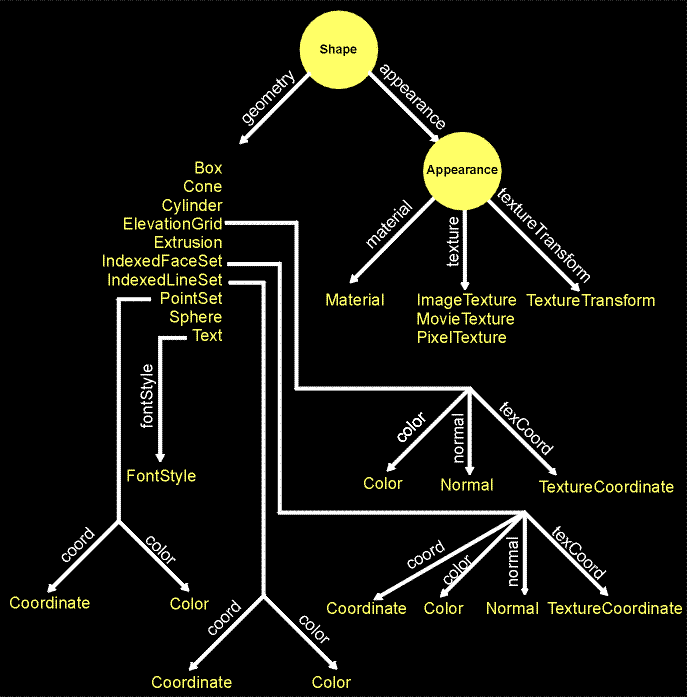 Shape
geometry
appearance
Appearance
Box
Cone
Cylinder
ElevationGrid
Extrusion
IndexedFaceSet
IndexedLineSet
PointSet
Sphere
Text
material
texture
textureTransform
Material
ImageTexture
MovieTexture
PixelTexture
TextureTransform
fontStyle
FontStyle
color
normal
texCoord
Color
Normal
TextureCoordinate
coord
color
Coordinate
Color
coord
color
normal
texCoord
Coordinate
Color
Normal
TextureCoordinate
coord
color
Coordinate
Color